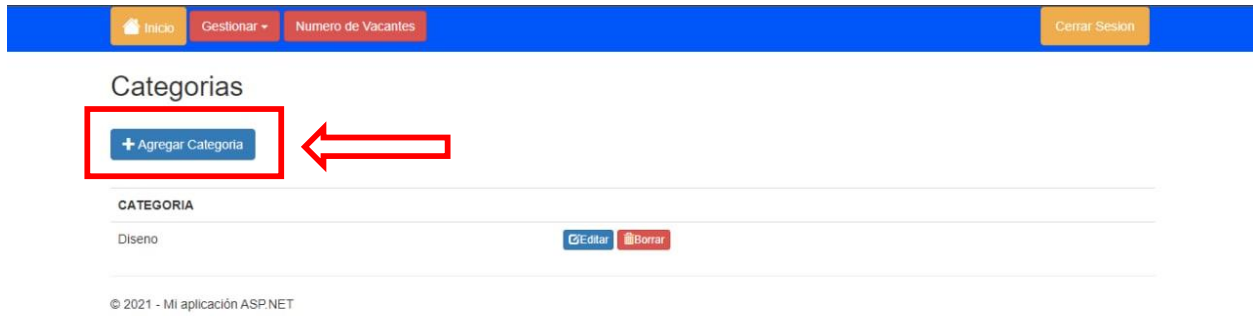 Inicio Gestionar Numero de Vacantes Cerrar Sesion
Categorias
Agregar Categoria
CATEGORIA
Diseno Editar Borrar
© 2021 - Mi aplicación ASP.NET